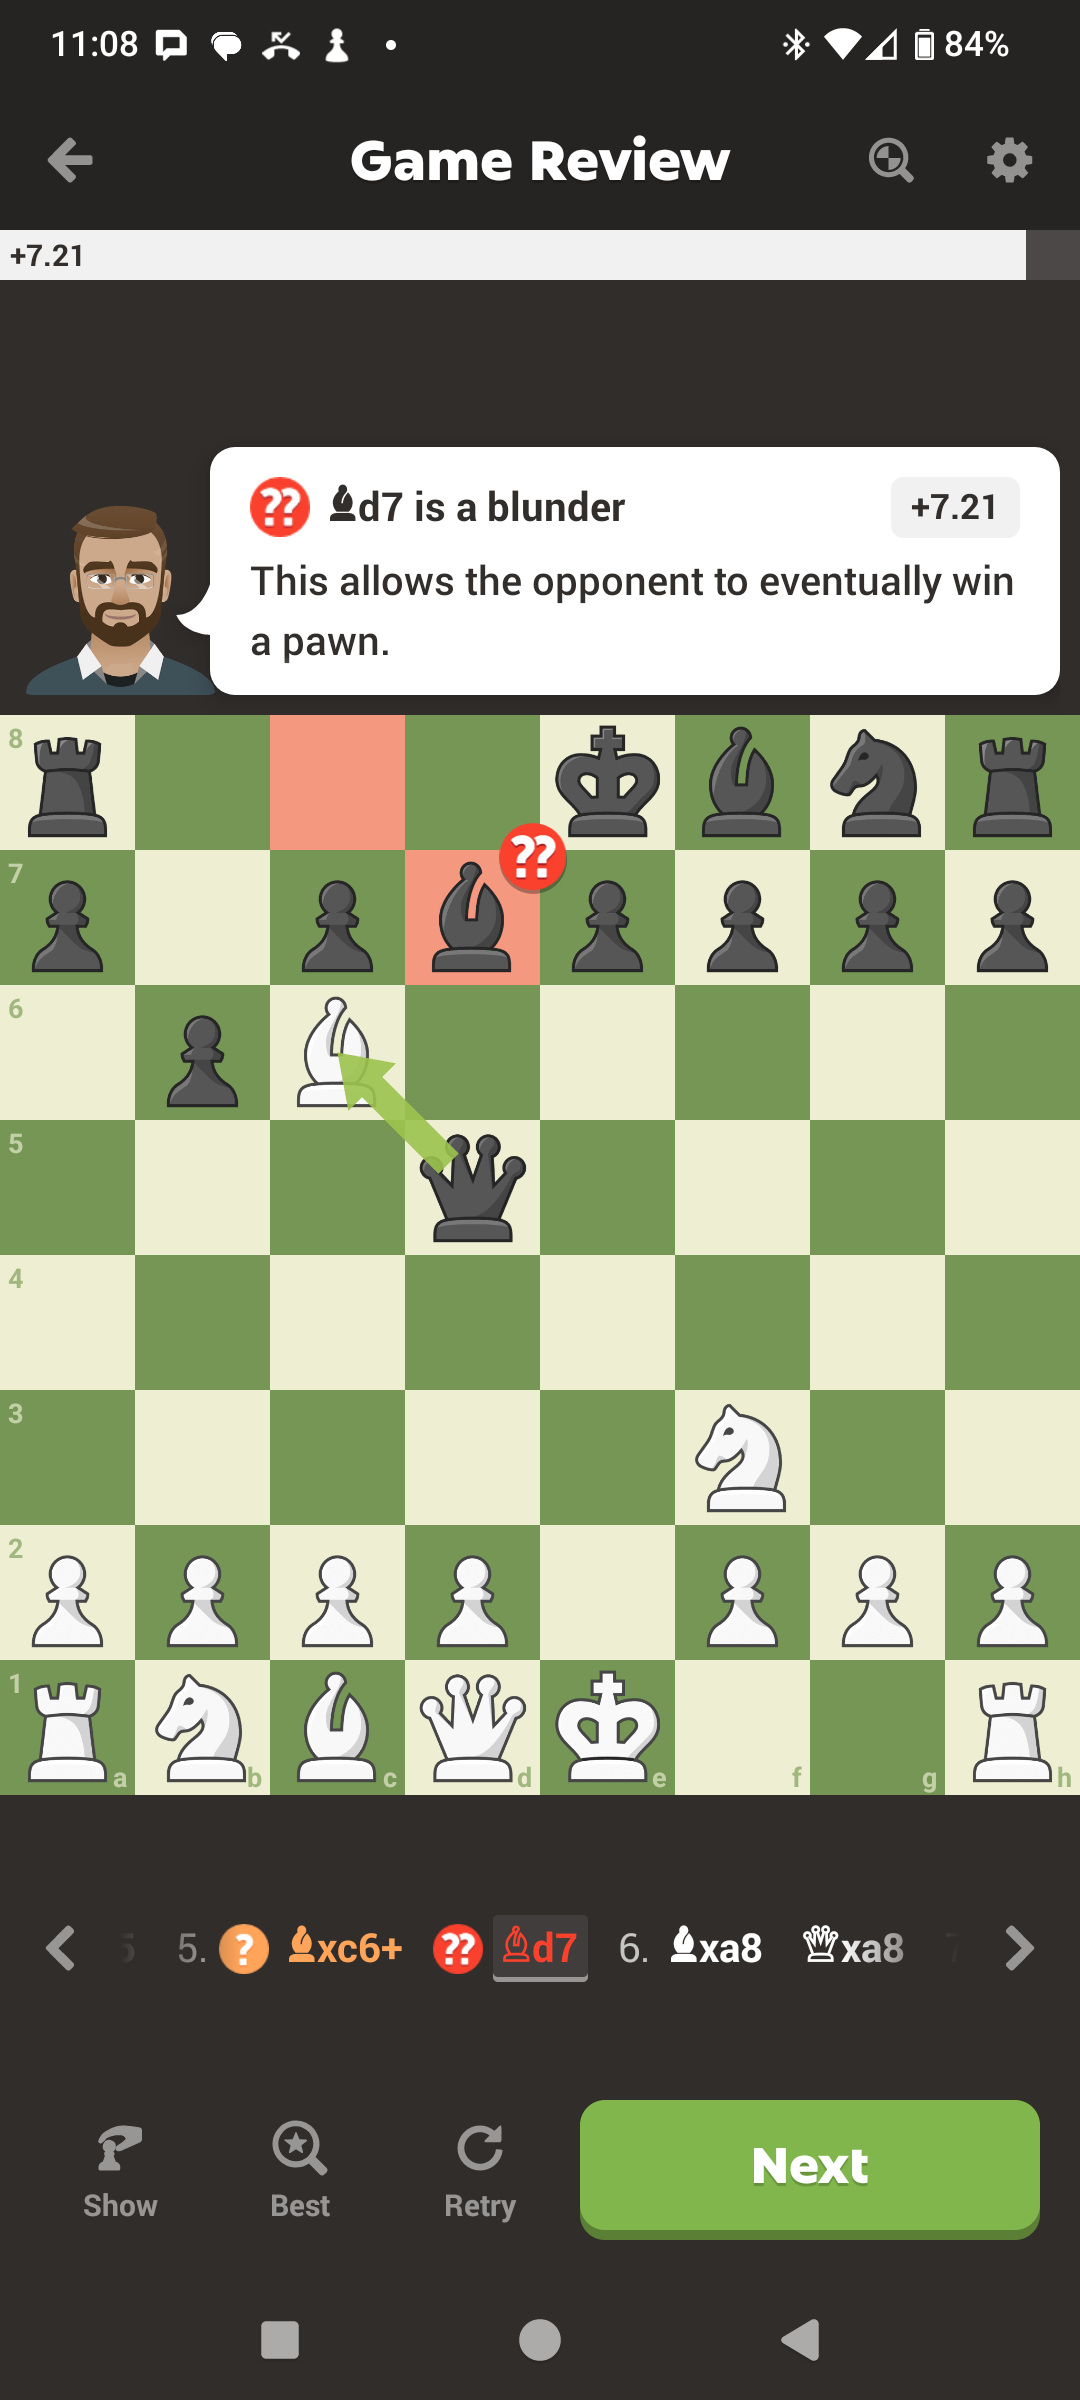 11:08
84%
Game Review
+7.21
?? d7 is a blunder
+7.21
This allows the opponent to eventually win
a pawn.
8
??
7
6
5
4
3
2
1
a b c d e f g h
5. ? xc6+ ?? d7 6. xa8 xa8
Show
Best
Retry
Next